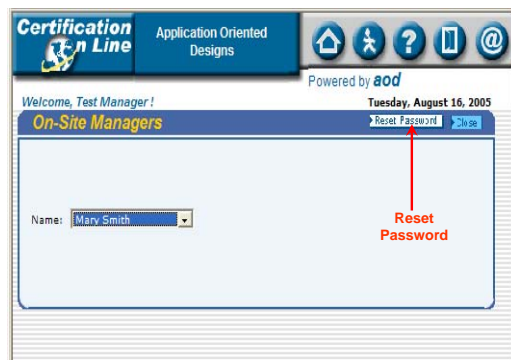 Certification
On Line
Application Oriented
Designs
Powered by aod
Welcome, Test Manager!
Tuesday, August 16, 2005
On-Site Managers
Reset Password
Close
Name:
Mary Smith
Reset
Password